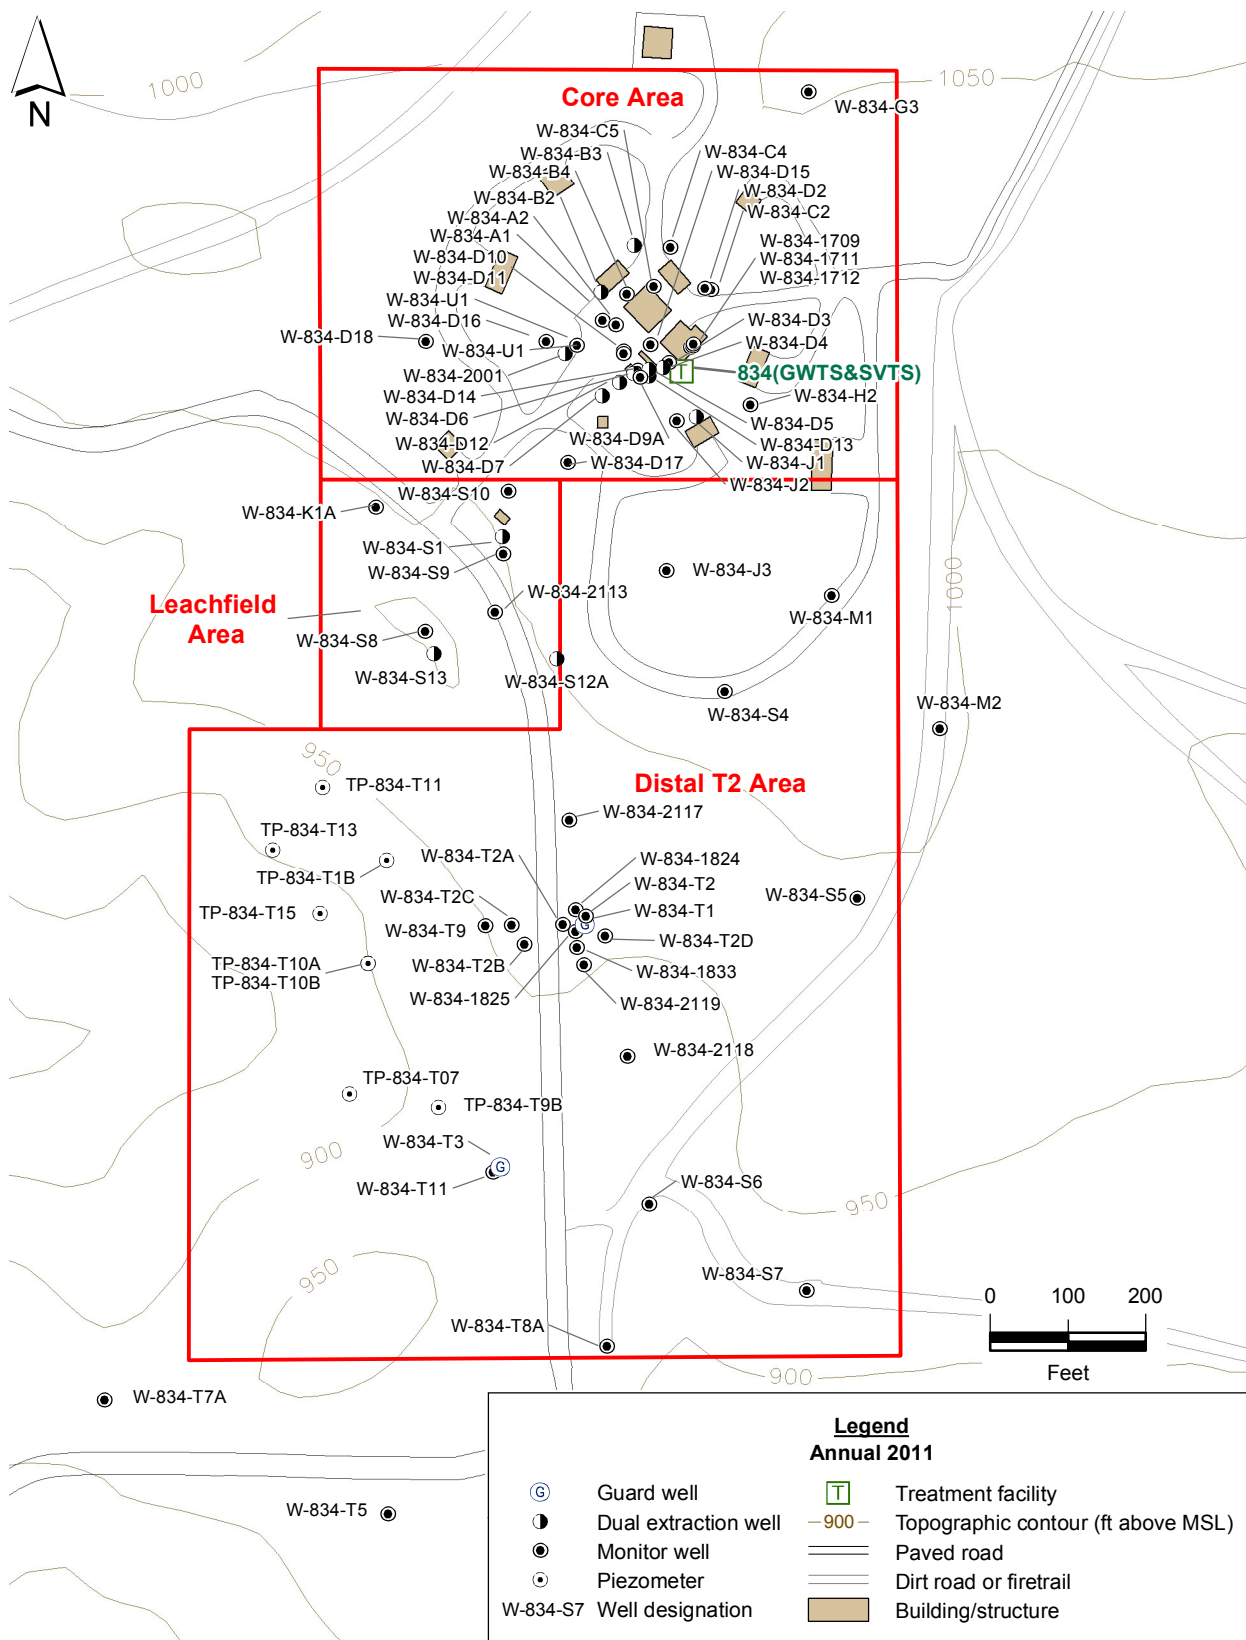 1000
1050
N
Core Area
W-834-G3
W-834-C5
W-834-B3
W-834-B4
W-834-B2
W-834-A2
W-834-A1
W-834-D10
W-834-D11
W-834-U1
W-834-D16
W-834-D18
W-834-U1
W-834-2001
W-834-D14
W-834-D6
W-834-D12
W-834-D7
W-834-C4
W-834-D15
W-834-D2
W-834-C2
W-834-1709
W-834-1711
W-834-1712
W-834-D3
W-834-D4
T
834(GWTS&SVTS)
W-834-H2
W-834-D5
W-834-D9A
W-834-D13
W-834-D17
W-834-J1
W-834-J2
W-834-S10
W-834-K1A
W-834-S1
W-834-S9
W-834-J3
W-834-2113
W-834-M1
1000
Leachfield
Area
W-834-S8
W-834-S13
W-834-S12A
W-834-S4
W-834-M2
950
Distal T2 Area
TP-834-T11
W-834-2117
TP-834-T13
TP-834-T1B
W-834-T2A
W-834-1824
W-834-T2
W-834-T1
G
W-834-S5
W-834-T2C
TP-834-T15
W-834-T9
W-834-T2D
W-834-T2B
W-834-1833
TP-834-T10A
TP-834-T10B
W-834-1825
W-834-2119
W-834-2118
TP-834-T07
TP-834-T9B
W-834-T3
G
900
W-834-T11
W-834-S6
950
950
W-834-S7
W-834-T8A
0 100 200
Feet
900
W-834-T7A
W-834-T5
Legend
Annual 2011
G Guard well
Dual extraction well
Monitor well
Piezometer
W-834-S7 Well designation
T Treatment facility
900 Topographic contour (ft above MSL)
Paved road
Dirt road or firetrail
Building/structure